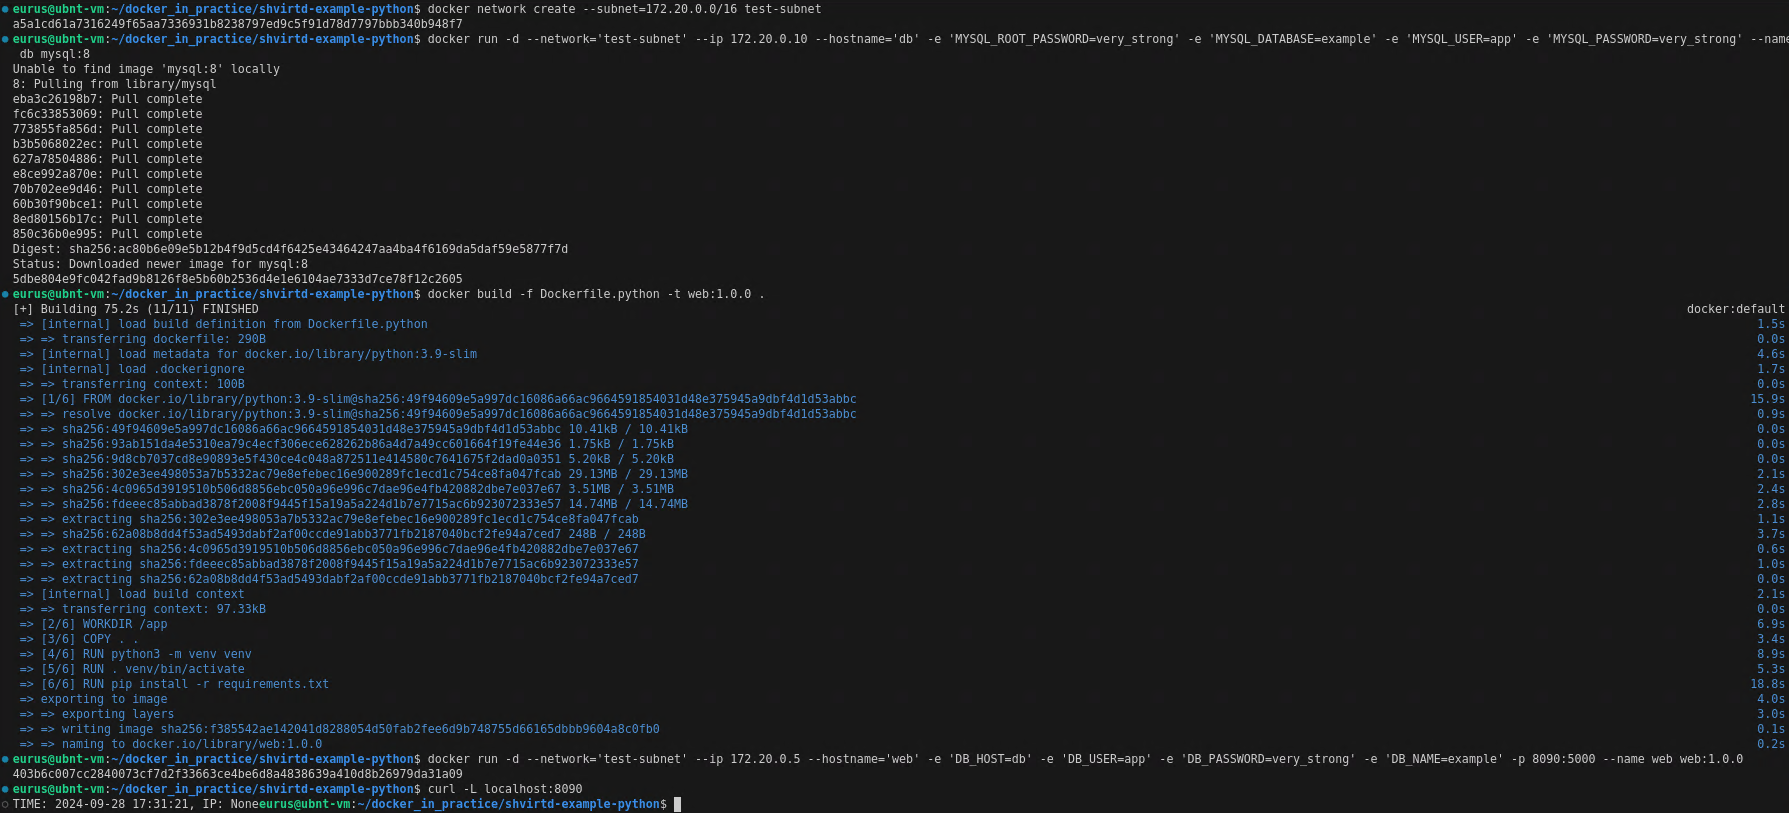 eurus@ubnt-vm:~/docker_in_practice/shvirtd-example-python$ docker network create --subnet=172.20.0.0/16 test-subnet
a5a1cd61a7316249f65aa7336931b8238797ed9c5f91d78d7797bbb340b948f7
eurus@ubnt-vm:~/docker_in_practice/shvirtd-example-python$ docker run -d --network='test-subnet' --ip 172.20.0.10 --hostname='db' -e 'MYSQL_ROOT_PASSWORD=very_strong' -e 'MYSQL_DATABASE=example' -e 'MYSQL_USER=app' -e 'MYSQL_PASSWORD=very_strong' --name
db mysql:8
Unable to find image 'mysql:8' locally
8: Pulling from library/mysql
eba3c26198b7: Pull complete
fc6c33853069: Pull complete
773855fa856d: Pull complete
b3b5068022ec: Pull complete
627a78504886: Pull complete
e8ce992a870e: Pull complete
70b702ee9d46: Pull complete
60b30f90bce1: Pull complete
8ed80156b17c: Pull complete
850c36b0e995: Pull complete
Digest: sha256:ac80b6e09e5b12b4f9d5cd4f6425e43464247aa4ba4f6169da5daf59e5877f7d
Status: Downloaded newer image for mysql:8
5dbe804e9fc042fad9b8126f8e5b60b2536d4e1e6104ae7333d7ce78f12c2605
eurus@ubnt-vm:~/docker_in_practice/shvirtd-example-python$ docker build -f Dockerfile.python -t web:1.0.0 .
[+] Building 75.2s (11/11) FINISHED docker:default
=> [internal] load build definition from Dockerfile.python 1.5s
=> => transferring dockerfile: 290B 0.0s
=> [internal] load metadata for docker.io/library/python:3.9-slim 4.6s
=> [internal] load .dockerignore 1.7s
=> => transferring context: 100B 0.0s
=> [1/6] FROM docker.io/library/python:3.9-slim@sha256:49f94609e5a997dc16086a66ac9664591854031d48e375945a9dbf4d1d53abbc 15.9s
=> => resolve docker.io/library/python:3.9-slim@sha256:49f94609e5a997dc16086a66ac9664591854031d48e375945a9dbf4d1d53abbc 0.9s
=> => sha256:49f94609e5a997dc16086a66ac9664591854031d48e375945a9dbf4d1d53abbc 10.41kB / 10.41kB 0.0s
=> => sha256:93ab151da4e5310ea79c4ecf306ece628262b86a4d7a49cc601664f19fe44e36 1.75kB / 1.75kB 0.0s
=> => sha256:9d8cb7037cd8e90893e5f430ce4c048a872511e414580c7641675f2dad0a0351 5.20kB / 5.20kB 0.0s
=> => sha256:302e3ee498053a7b5332ac79e8efebec16e900289fc1ecd1c754ce8fa047fcab 29.13MB / 29.13MB 2.1s
=> => sha256:4c0965d3919510b506d8856ebc050a96e996c7dae96e4fb420882dbe7e037e67 3.51MB / 3.51MB 2.4s
=> => sha256:fdeeec85abbad3878f2008f9445f15a19a5a224d1b7e7715ac6b923072333e57 14.74MB / 14.74MB 2.8s
=> => extracting sha256:302e3ee498053a7b5332ac79e8efebec16e900289fc1ecd1c754ce8fa047fcab 1.1s
=> => sha256:62a08b8dd4f53ad5493dabf2af00ccde91abb3771fb2187040bcf2fe94a7ced7 248B / 248B 3.7s
=> => extracting sha256:4c0965d3919510b506d8856ebc050a96e996c7dae96e4fb420882dbe7e037e67 0.6s
=> => extracting sha256:fdeeec85abbad3878f2008f9445f15a19a5a224d1b7e7715ac6b923072333e57 1.0s
=> => extracting sha256:62a08b8dd4f53ad5493dabf2af00ccde91abb3771fb2187040bcf2fe94a7ced7 0.0s
=> [internal] load build context 2.1s
=> => transferring context: 97.33kB 0.0s
=> [2/6] WORKDIR /app 6.9s
=> [3/6] COPY . . 3.4s
=> [4/6] RUN python3 -m venv venv 8.9s
=> [5/6] RUN . venv/bin/activate 5.3s
=> [6/6] RUN pip install -r requirements.txt 18.8s
=> exporting to image 4.0s
=> => exporting layers 3.0s
=> => writing image sha256:f385542ae142041d8288054d50fab2fee6d9b748755d66165dbbb9604a8c0fb0 0.1s
=> => naming to docker.io/library/web:1.0.0 0.2s
eurus@ubnt-vm:~/docker_in_practice/shvirtd-example-python$ docker run -d --network='test-subnet' --ip 172.20.0.5 --hostname='web' -e 'DB_HOST=db' -e 'DB_USER=app' -e 'DB_PASSWORD=very_strong' -e 'DB_NAME=example' -p 8090:5000 --name web web:1.0.0
403b6c007cc2840073cf7d2f33663ce4be6d8a4838639a410d8b26979da31a09
eurus@ubnt-vm:~/docker_in_practice/shvirtd-example-python$ curl -L localhost:8090
TIME: 2024-09-28 17:31:21, IP: Noneeurus@ubnt-vm:~/docker_in_practice/shvirtd-example-python$